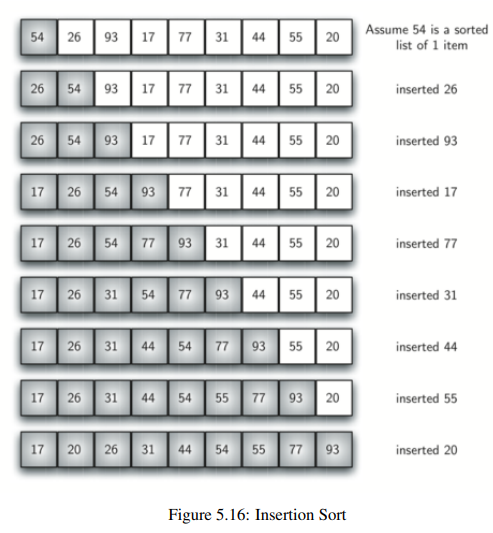 54 26 93 17 77 31 44 55 20 Assume 54 is a sorted
list of 1 item
26 54 93 17 77 31 44 55 20 inserted 26
26 54 93 17 77 31 44 55 20 inserted 93
17 26 54 93 77 31 44 55 20 inserted 17
17 26 54 77 93 31 44 55 20 inserted 77
17 26 31 54 77 93 44 55 20 inserted 31
17 26 31 44 54 77 93 55 20 inserted 44
17 26 31 44 54 55 77 93 20 inserted 55
17 20 26 31 44 54 55 77 93 inserted 20
Figure 5.16: Insertion Sort